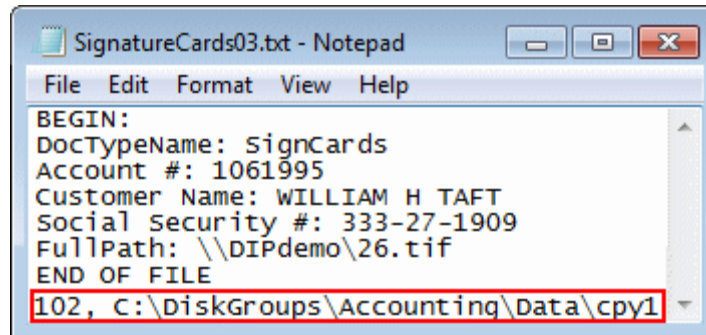 SignatureCards03.txt - Notepad
File Edit Format View Help
BEGIN:
DocTypeName: SignCards
Account #: 1061995
Customer Name: WILLIAM H TAFT
Social Security #: 333-27-1909
FullPath: \\DIPdemo\26.tif
END OF FILE
102, C:\DiskGroups\Accounting\Data\cpy1